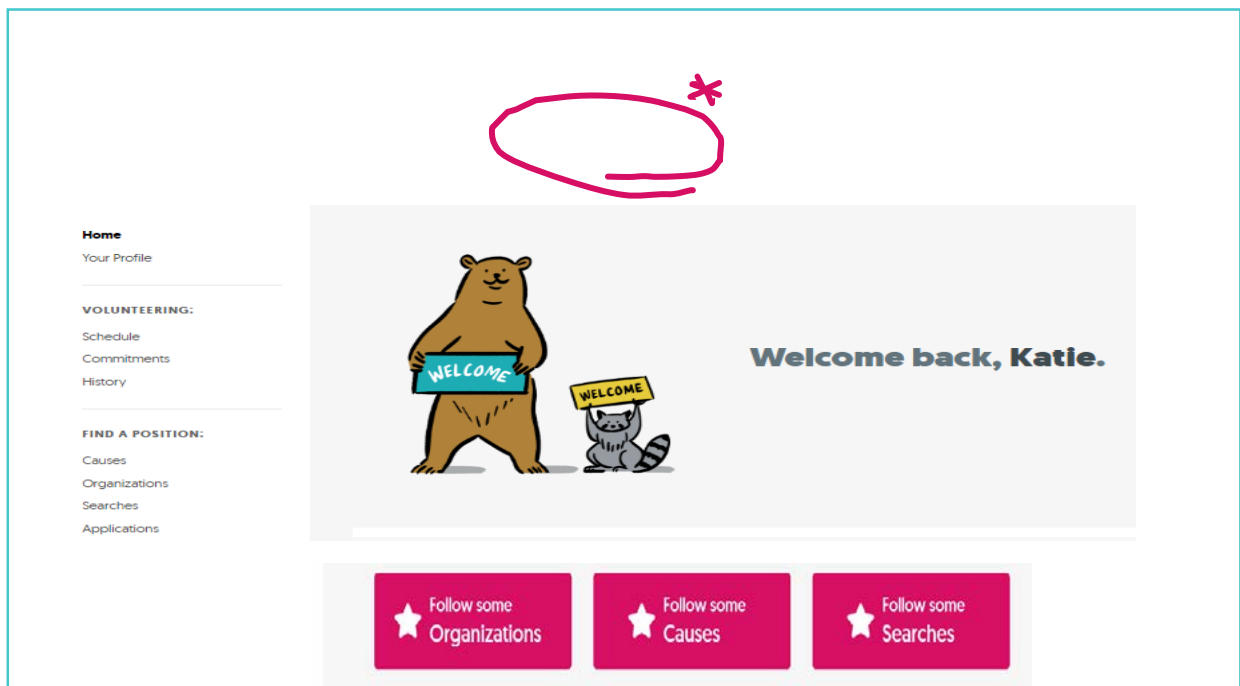 Home
Your Profile
VOLUNTEERING:
Schedule
Commitments
History
FIND A POSITION:
Causes
Organizations
Searches
Applications
WELCOME
WELCOME
Welcome back, Katie.
Follow some
Organizations
Follow some
Causes
Follow some
Searches